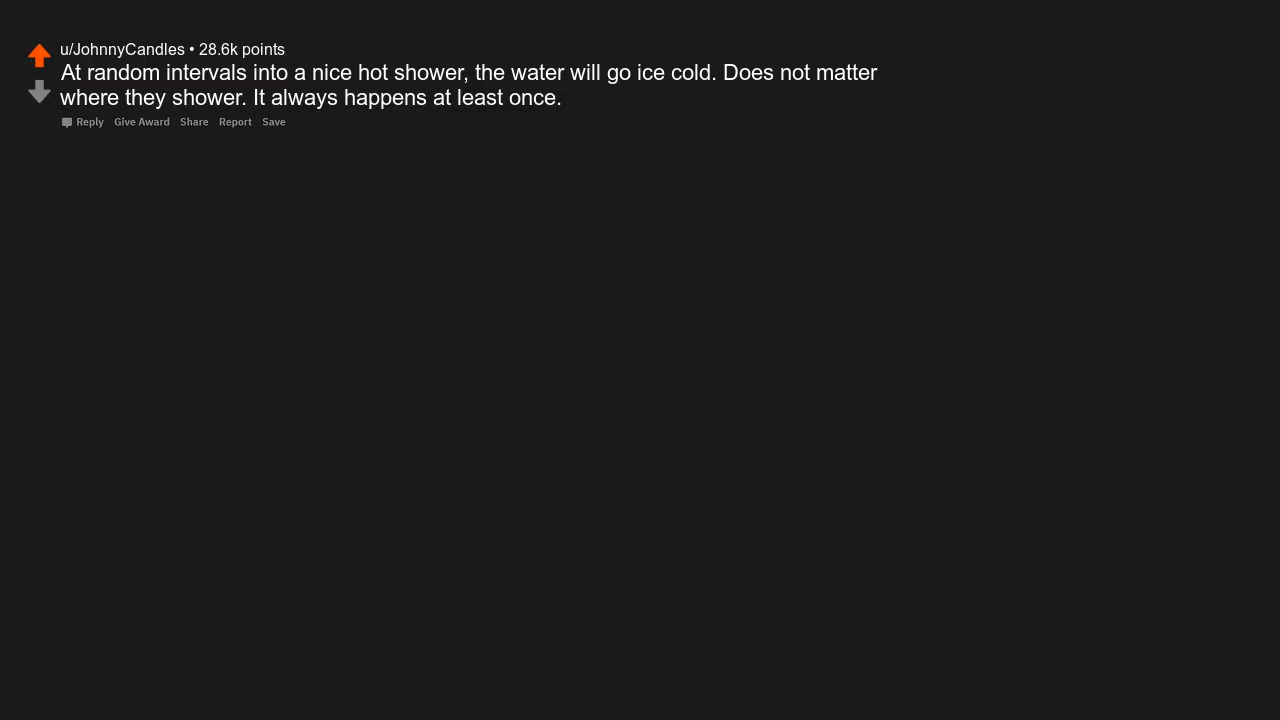 u/JohnnyCandles • 28.6k points
At random intervals into a nice hot shower, the water will go ice cold. Does not matter
where they shower. It always happens at least once.
Reply Give Award Share Report Save